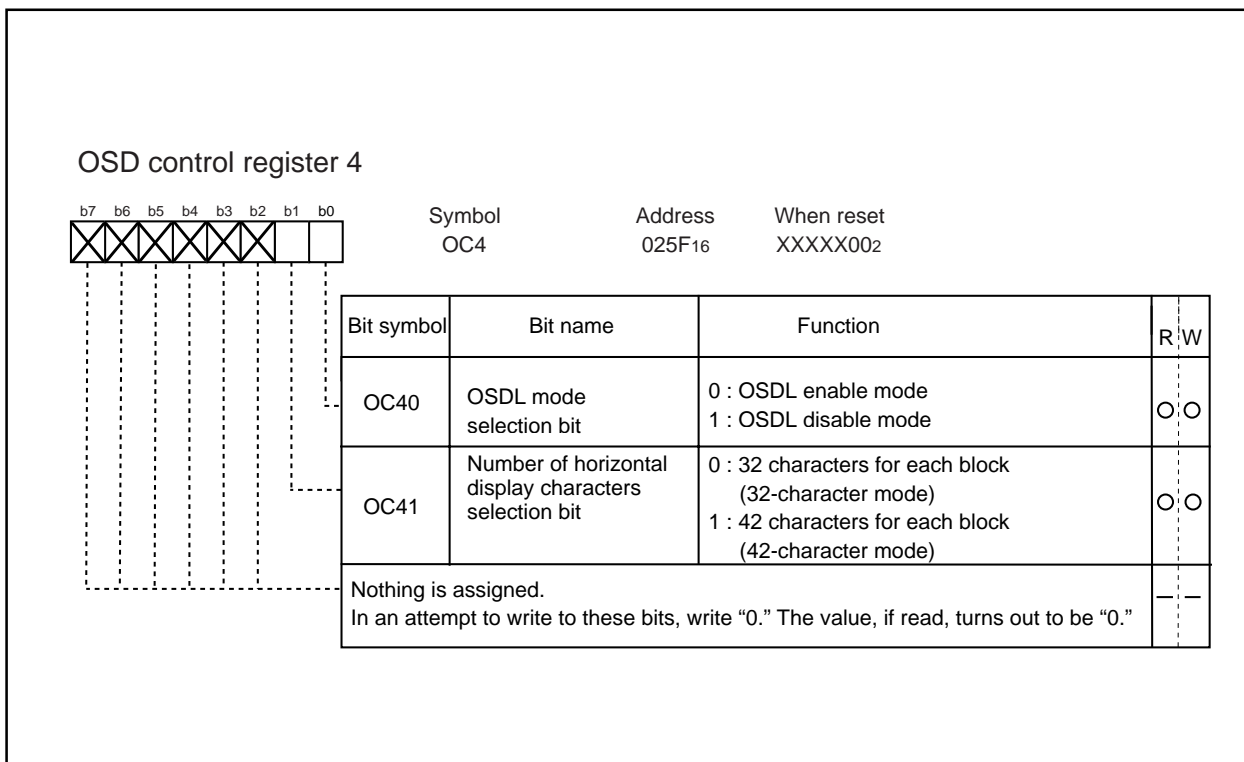 OSD control register 4
b7 b6 b5 b4 b3 b2 b1 b0
Symbol Address When reset
OC4 025F16 XXXXX002
Bit symbol Bit name Function R W
OC40 OSDL mode selection bit
0 : OSDL enable mode
1 : OSDL disable mode
OC41 Number of horizontal display characters selection bit
0 : 32 characters for each block
(32-character mode)
1 : 42 characters for each block
(42-character mode)
Nothing is assigned.
In an attempt to write to these bits, write “0.” The value, if read, turns out to be “0.”